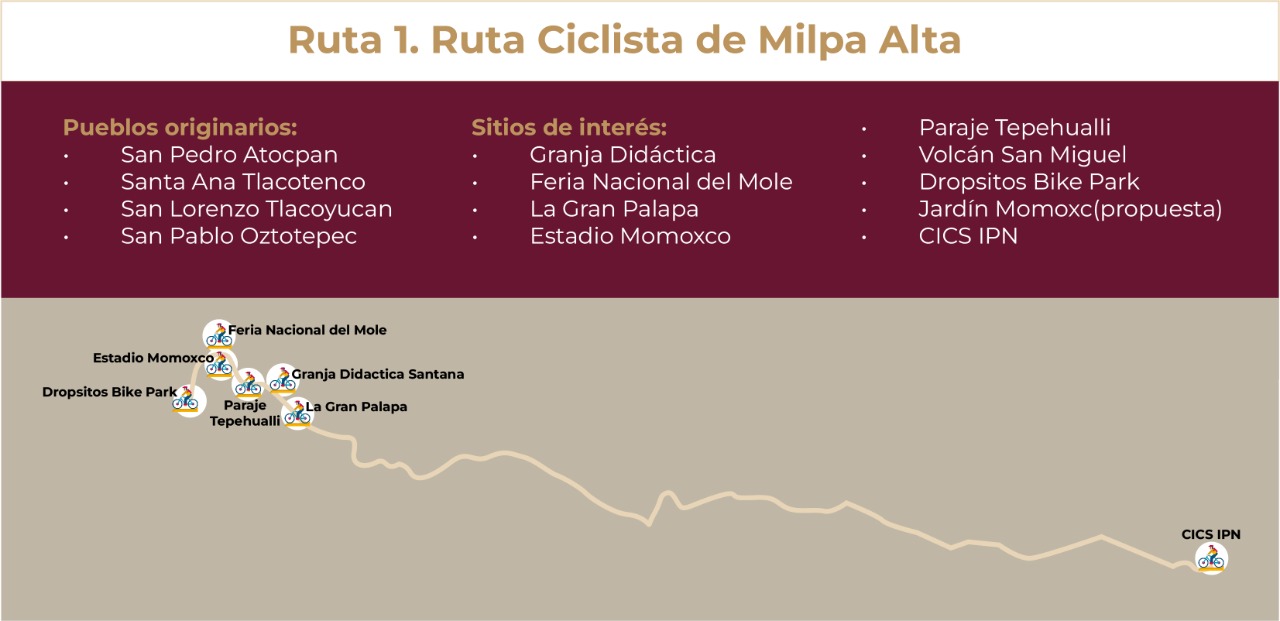 Ruta 1. Ruta Ciclista de Milpa Alta
Pueblos originarios:
• San Pedro Atocpan
• Santa Ana Tlacotenco
• San Lorenzo Tlacoyucan
• San Pablo Oztotepec
Sitios de interés:
• Granja Didáctica
• Feria Nacional del Mole
• La Gran Palapa
• Estadio Momoxco
• Paraje Tepehualli
• Volcán San Miguel
• Dropsitos Bike Park
• Jardín Momoxc(propuesta)
• CICS IPN
Feria Nacional del Mole
Estadio Momoxco
Granja Didactica Santana
Dropsitos Bike Park
Paraje
Tepehualli
La Gran Palapa
CICS IPN